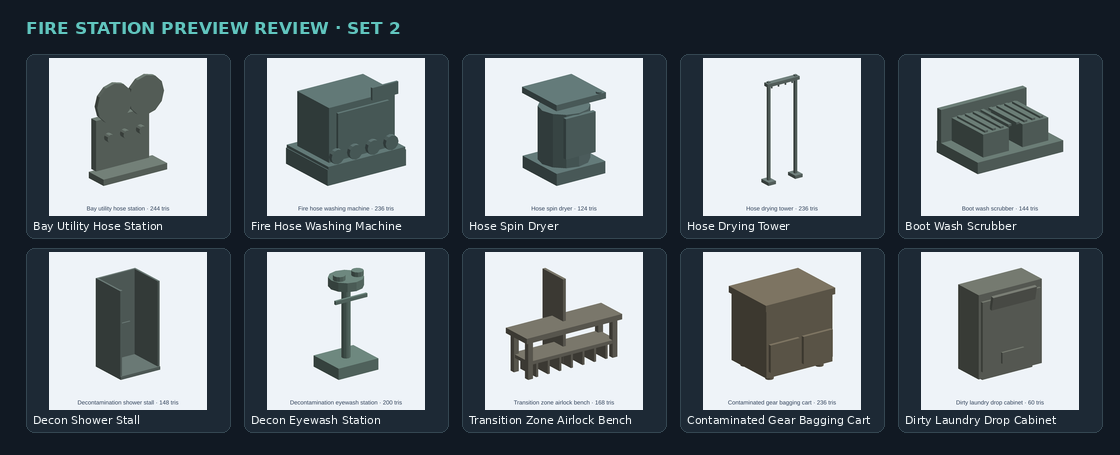 FIRE STATION PREVIEW REVIEW · SET 2
Bay utility hose station · 244 tris
Bay Utility Hose Station
Fire hose washing machine · 236 tris
Fire Hose Washing Machine
Hose spin dryer · 124 tris
Hose Spin Dryer
Hose drying tower · 236 tris
Hose Drying Tower
Boot wash scrubber · 144 tris
Boot Wash Scrubber
Decontamination shower stall · 148 tris
Decon Shower Stall
Decontamination eyewash station · 200 tris
Decon Eyewash Station
Transition zone airlock bench · 168 tris
Transition Zone Airlock Bench
Contaminated gear bagging cart · 236 tris
Contaminated Gear Bagging Cart
Dirty laundry drop cabinet · 60 tris
Dirty Laundry Drop Cabinet